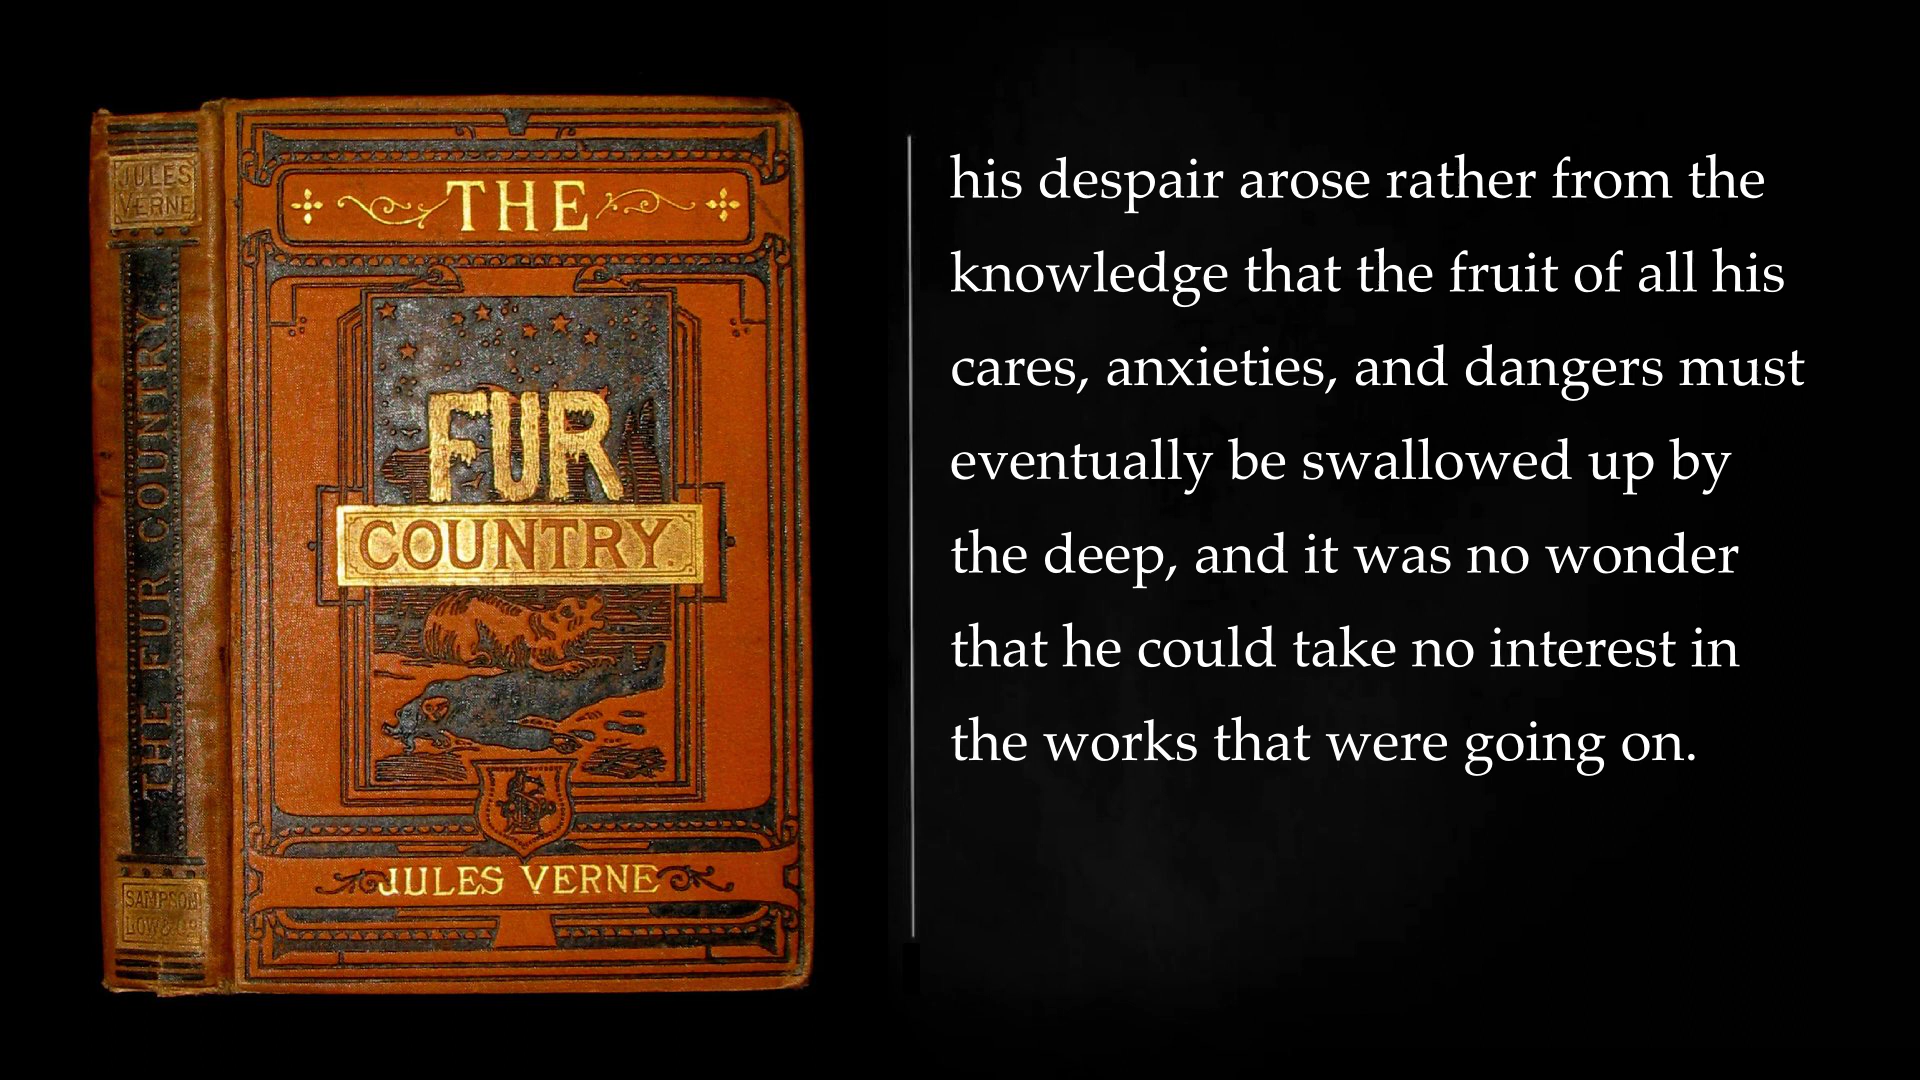 JULES
VERNE
THE FUR COUNTRY.
SAMPSON
LOW & Co
THE
FUR
COUNTRY.
JULES VERNE
his despair arose rather from the
knowledge that the fruit of all his
cares, anxieties, and dangers must
eventually be swallowed up by
the deep, and it was no wonder
that he could take no interest in
the works that were going on.